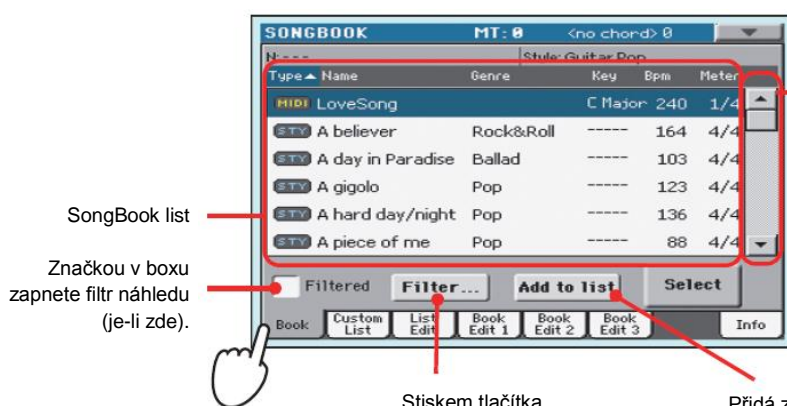 SONGBOOK MT: 0 <no chord> 0
N:--- Style: Guitar Pop
Type Name Genre Key Bpm Meter
MIDI LoveSong C Major 240 1/4
STY A believer Rock&Roll ----- 164 4/4
STY A day in Paradise Ballad ----- 103 4/4
STY A gigolo Pop ----- 123 4/4
STY A hard day/night Pop ----- 136 4/4
STY A piece of me Pop ----- 88 4/4
SongBook list
Značkou v boxu
zapnete filtr náhledu
(je-li zde).
Filtered Filter... Add to list Select
Book Custom List List Edit Book Edit 1 Book Edit 2 Book Edit 3 Info
Stiskem tlačítka
Přidá z